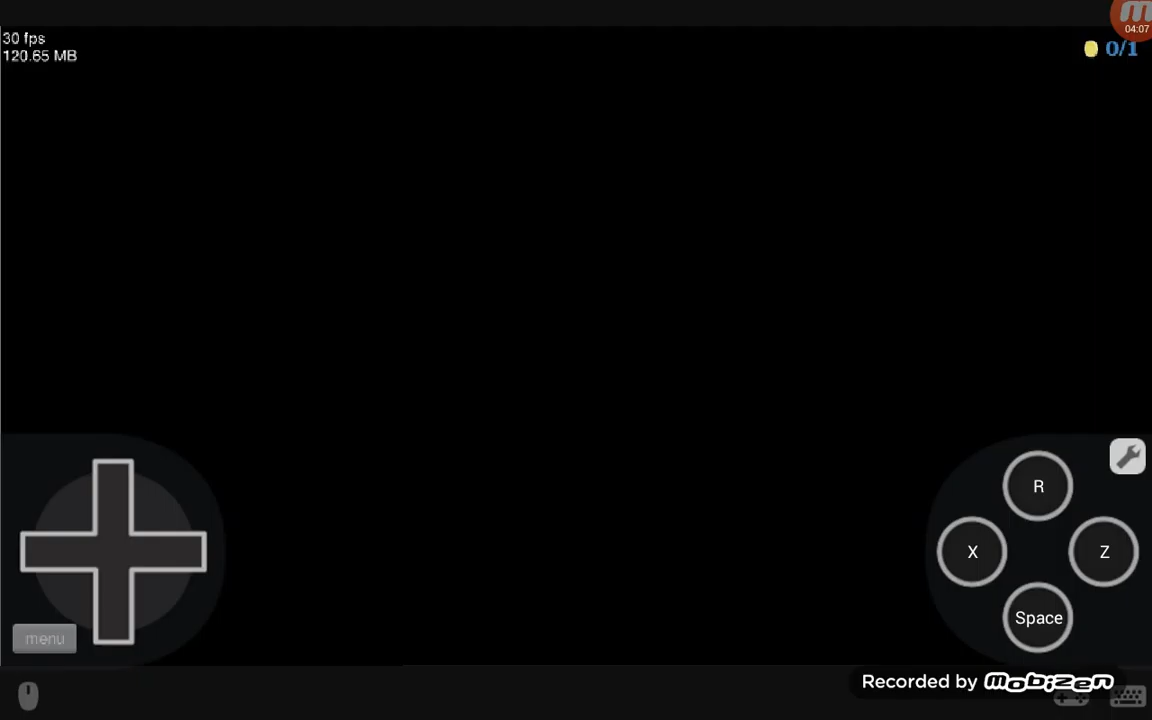 04:07
30 fps
120.65 MB
0/1
R
X
Z
Space
menu
Recorded by mobizen